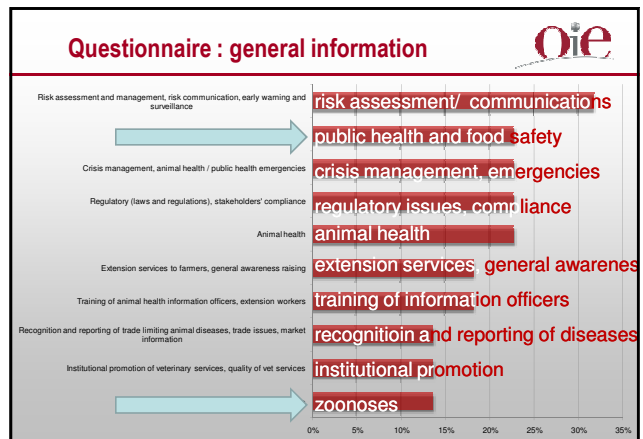 Questionnaire : general information
oie
Risk assessment and management, risk communication, early warning and
surveillance
risk assessment/ communications
public health and food safety
Crisis management, animal health / public health emergencies
crisis management, emergencies
Regulatory (laws and regulations), stakeholders' compliance
regulatory issues, compliance
Animal health
animal health
Extension services to farmers, general awareness raising
extension services, general awarenes
Training of animal health information officers, extension workers
training of information officers
Recognition and reporting of trade limiting animal diseases, trade issues, market
information
recognitioin and reporting of diseases
Institutional promotion of veterinary services, quality of vet services
institutional promotion
zoonoses
0% 5% 10% 15% 20% 25% 30% 35%